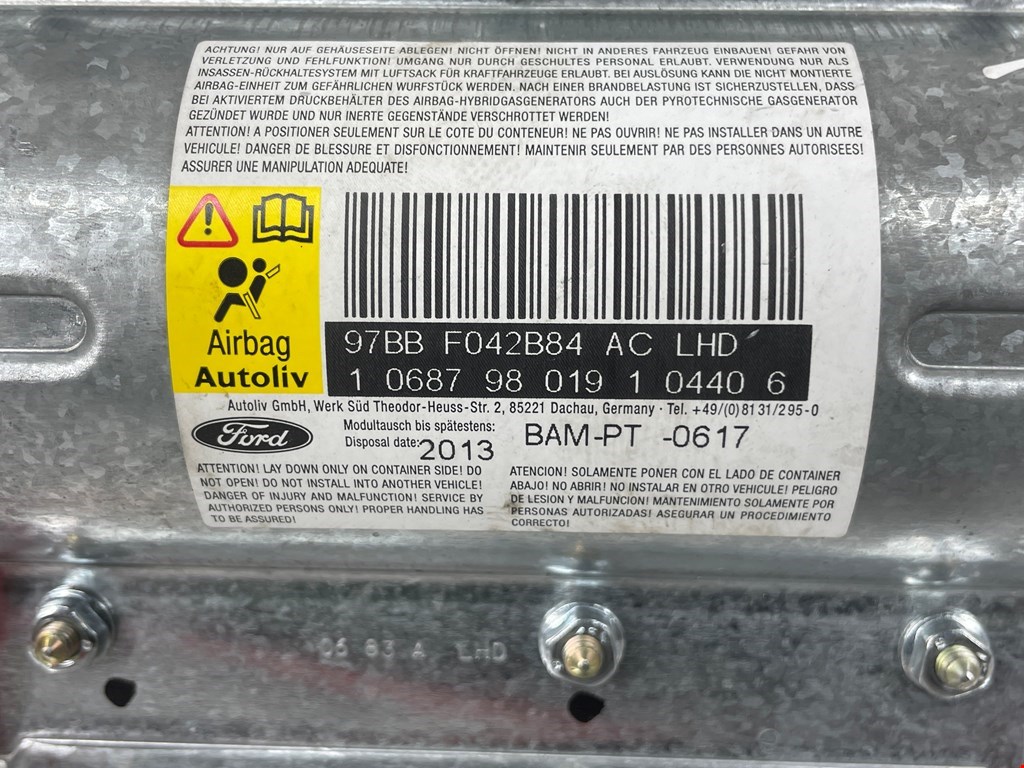 ACHTUNG! NUR AUF GEHÄUSESEITE ABLEGEN! NICHT ÖFFNEN! NICHT IN ANDERES FAHRZEUG EINBAUEN! GEFAHR VON
VERLETZUNG UND FEHLFUNKTION! UMGANG NUR DURCH GESCHULTES PERSONAL ERLAUBT. VERWENDUNG NUR ALS
INSASSEN-RÜCKHALTESYSTEM MIT LUFTSACK FÜR KRAFTFAHRZEUGE ERLAUBT. BEI AUSLÖSUNG KANN DIE NICHT MONTIERTE
AIRBAG-EINHEIT ZUM GEFÄHRLICHEN WURFSTÜCK WERDEN. NACH EINER BRANDBELASTUNG IST SICHERZUSTELLEN, DASS
BEI AKTIVIERTEM DRUCKBEHÄLTER DES AIRBAG-HYBRIDGASGENERATORS AUCH DER PYROTECHNISCHE GASGENERATOR
GEZÜNDET WURDE UND NUR INERTE GEGENSTÄNDE VERSCHROTTET WERDEN!
ATTENTION! A POSITIONER SEULEMENT SUR LE COTE DU CONTENEUR! NE PAS OUVRIR! NE PAS INSTALLER DANS UN AUTRE
VEHICULE! DANGER DE BLESSURE ET DISFONCTIONNEMENT! MAINTENIR SEULEMENT PAR DES PERSONNES AUTORISEES!
ASSURER UNE MANIPULATION ADEQUATE!
Airbag
Autoliv
97BB F042B84 AC LHD
1 0687 98 019 1 0440 6
Autoliv GmbH, Werk Süd Theodor-Heuss-Str. 2, 85221 Dachau, Germany · Tel. +49/(0)8131/295-0
Ford
Modultausch bis spätestens:
Disposal date: 2013
BAM-PT -0617
ATTENTION! LAY DOWN ONLY ON CONTAINER SIDE! DO
NOT OPEN! DO NOT INSTALL INTO ANOTHER VEHICLE!
DANGER OF INJURY AND MALFUNCTION! SERVICE BY
AUTHORIZED PERSONS ONLY! PROPER HANDLING HAS
TO BE ASSURED!
ATENCION! SOLAMENTE PONER CON EL LADO DE CONTAINER
ABAJO! NO ABRIR! NO INSTALAR EN OTRO VEHICULE! PELIGRO
DE LESION Y MALFUNCION! MANTENIMIENTO SOLAMENTE POR
PERSONAS AUTORIZADAS! ASEGURAR UN PROCEDIMIENTO
CORRECTO!
83 A LHD